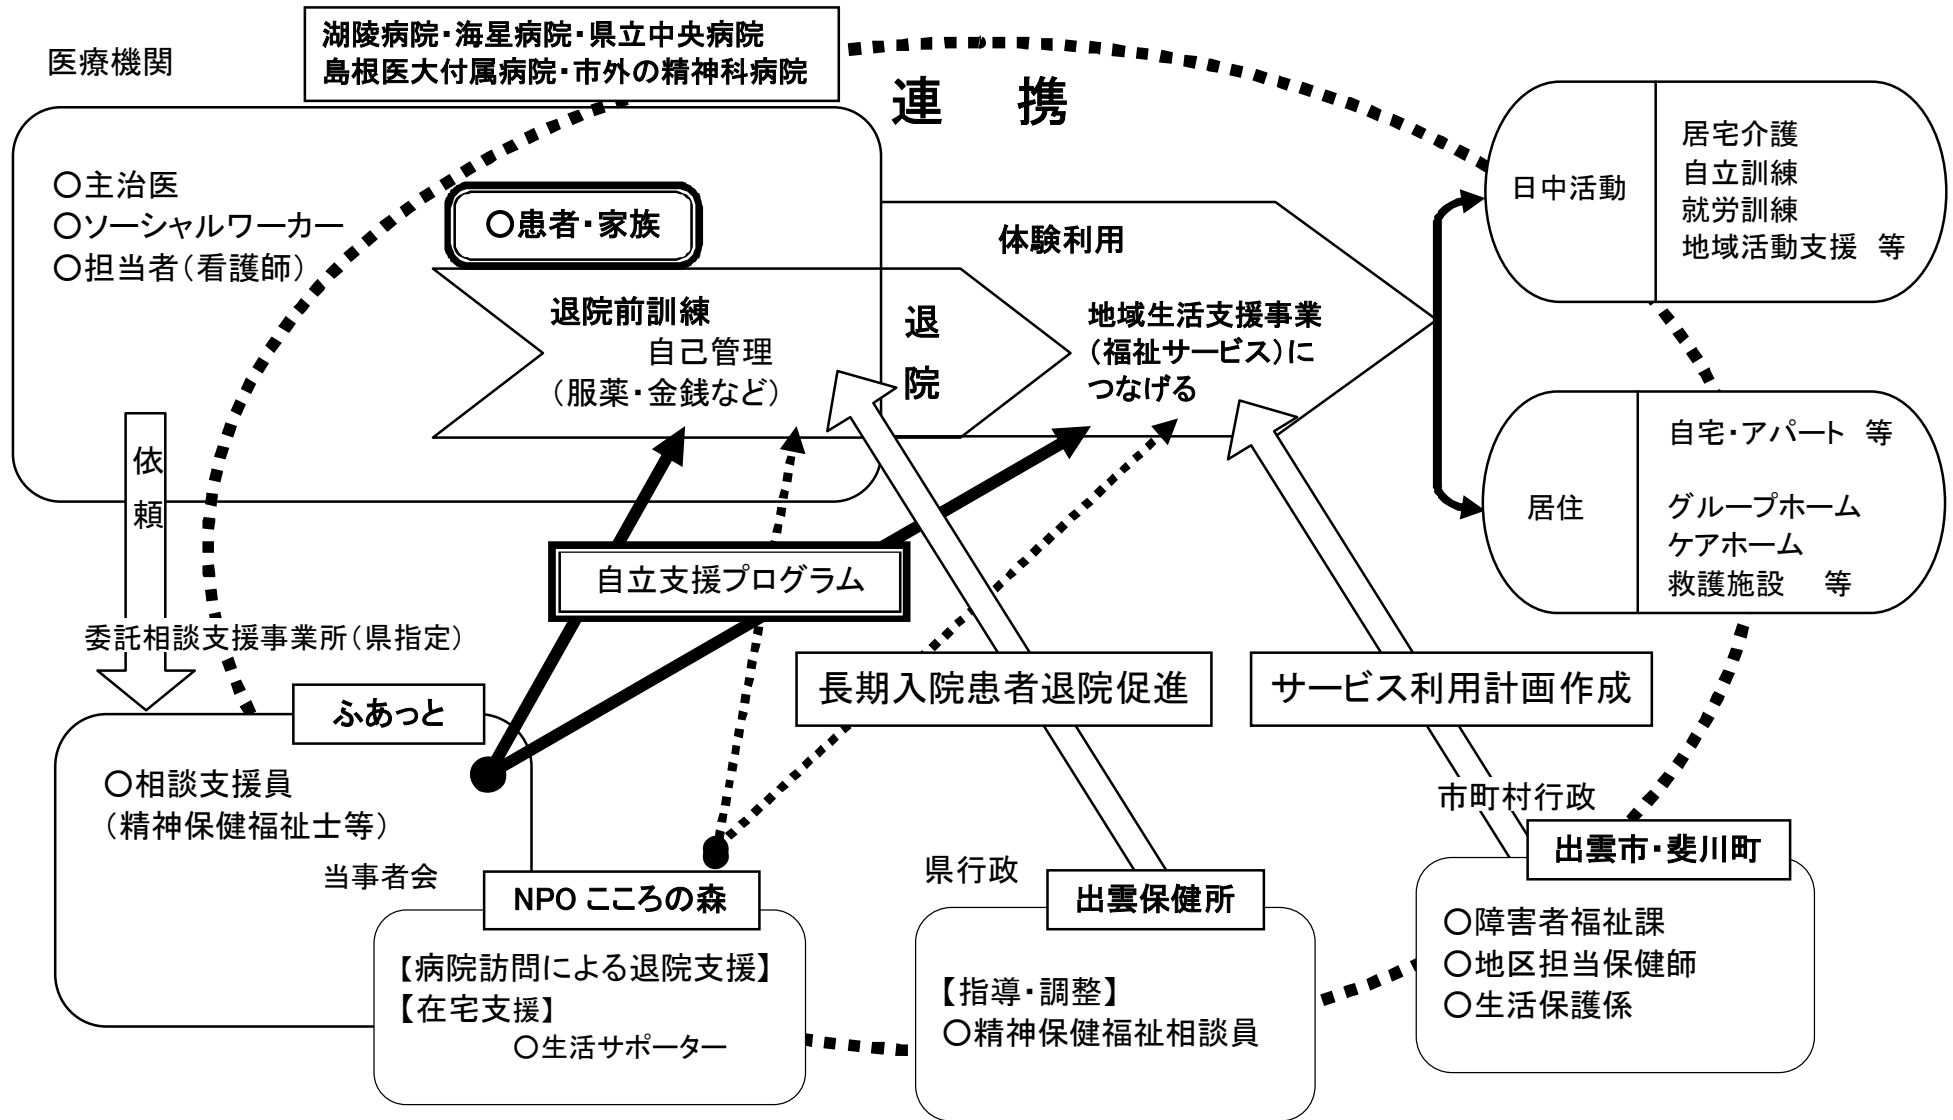 医療機関
湖陵病院・海星病院・県立中央病院
島根医大付属病院・市外の精神科病院
連　携
○主治医
○ソーシャルワーカー
○担当者（看護師）
○患者・家族
体験利用
退院前訓練
自己管理
（服薬・金銭など）
退
院
地域生活支援事業
（福祉サービス）に
つなげる
日中活動
居宅介護
自立訓練
就労訓練
地域活動支援　等
居住
自宅・アパート　等
グループホーム
ケアホーム
救護施設　等
依
頼
自立支援プログラム
委託相談支援事業所（県指定）
長期入院患者退院促進
サービス利用計画作成
ふあっと
○相談支援員
（精神保健福祉士等）
当事者会
NPO こころの森
【病院訪問による退院支援】
【在宅支援】
○生活サポーター
県行政
出雲保健所
【指導・調整】
○精神保健福祉相談員
市町村行政
出雲市・斐川町
○障害者福祉課
○地区担当保健師
○生活保護係